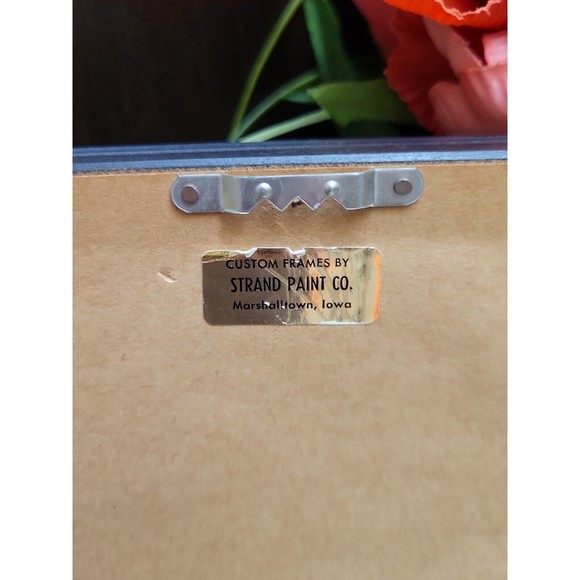 CUSTOM FRAMES BY
STRAND PAINT CO.
Marshalltown, Iowa